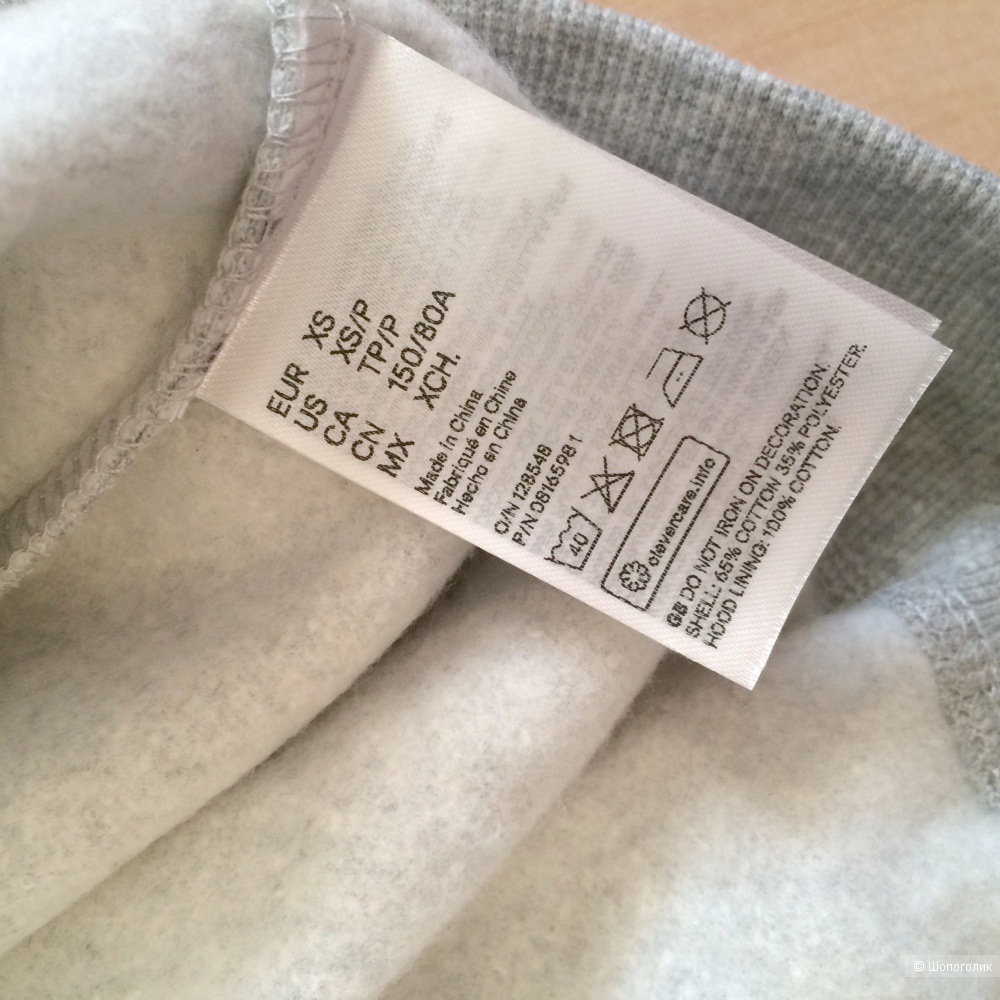 EUR XS
US XS/P
CA TP/P
CN 150/80A
MX XCH.
Made in China
Fabriqué en Chine
Hecho en China
O/N 128548
P/N 08165981
40
clevercare.info
GB DO NOT IRON ON DECORATION.
SHELL: 65% COTTON 35% POLYESTER.
HOOD LINING: 100% COTTON.
© Шопоголик